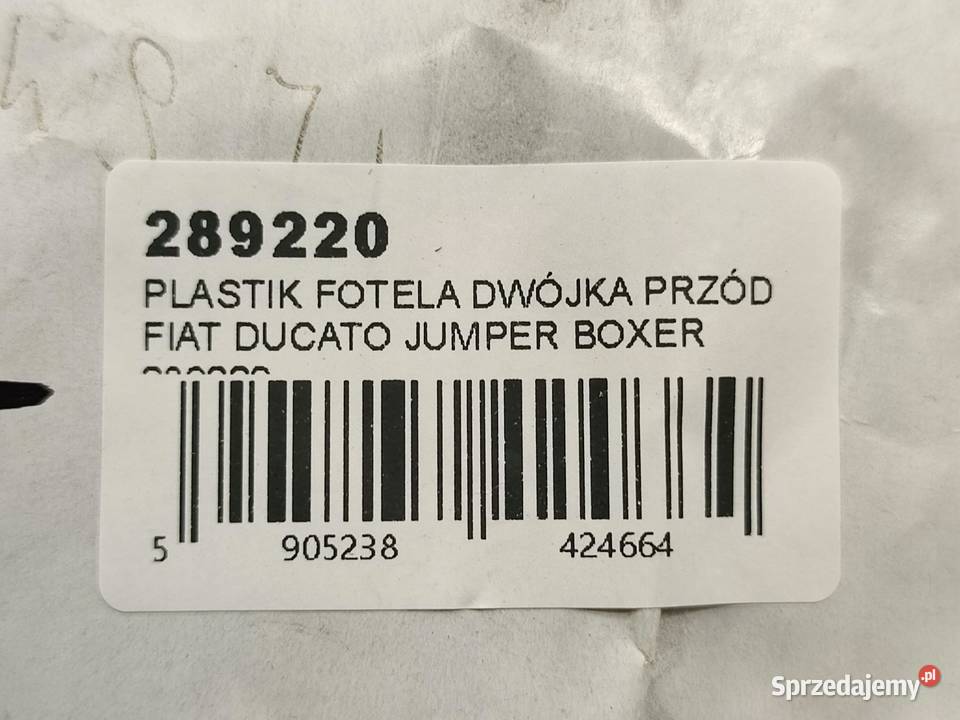 289220
PLASTIK FOTELA DWÓJKA PRZÓD
FIAT DUCATO JUMPER BOXER
5 905238 424664
Sprzedajemy.pl